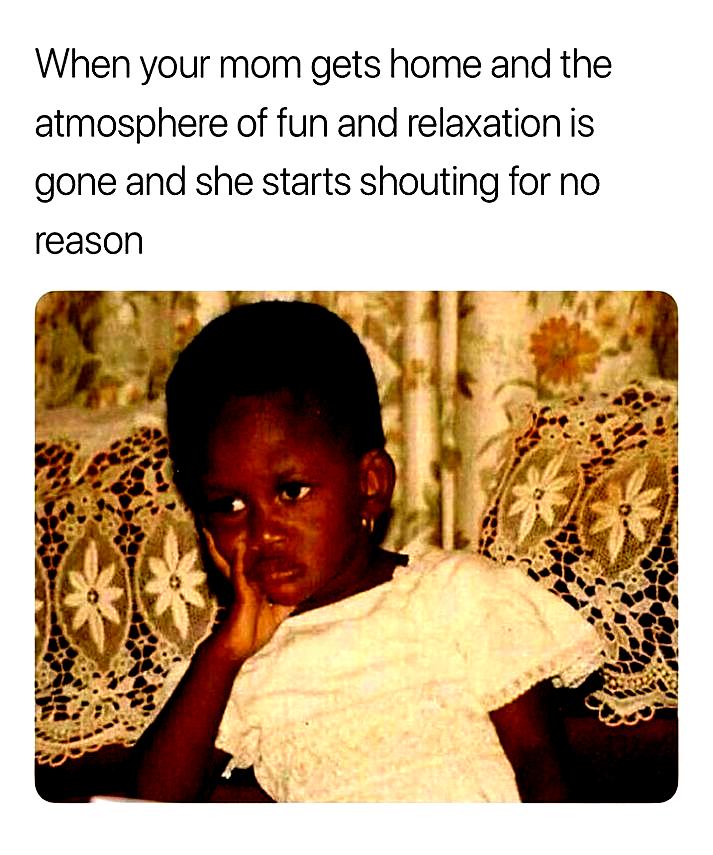 When your mom gets home and the
atmosphere of fun and relaxation is
gone and she starts shouting for no
reason